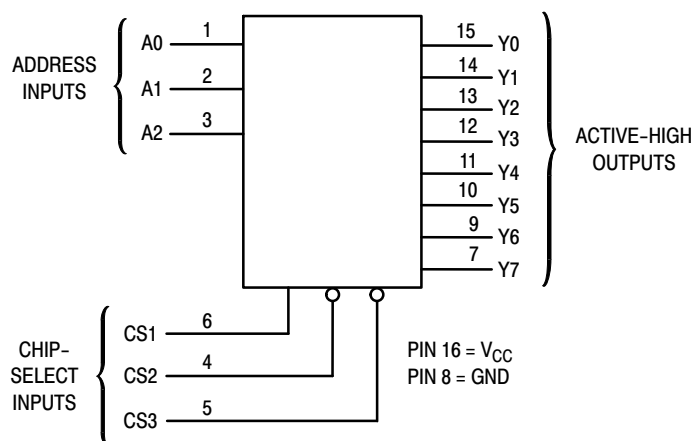 ADDRESS
INPUTS
A0 1
A1 2
A2 3
15 Y0
14 Y1
13 Y2
12 Y3
11 Y4
10 Y5
9 Y6
7 Y7
ACTIVE-HIGH
OUTPUTS
CHIP-
SELECT
INPUTS
CS1 6
CS2 4
CS3 5
PIN 16 = VCC
PIN 8 = GND